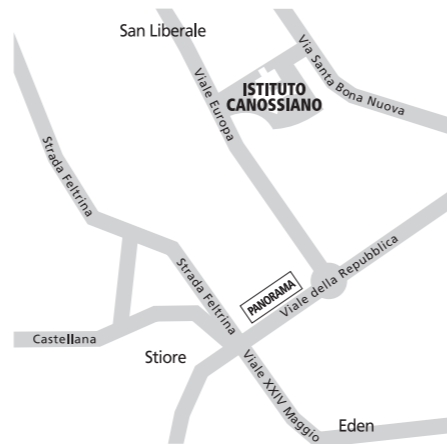 San Liberale
Via Santa Bona Nuova
Viale Europa
ISTITUTO
CANOSSIANO
Strada Feltrina
Strada Feltrina
PANORAMA
Viale della Repubblica
Castellana
Stiore
Viale XXIV Maggio
Eden